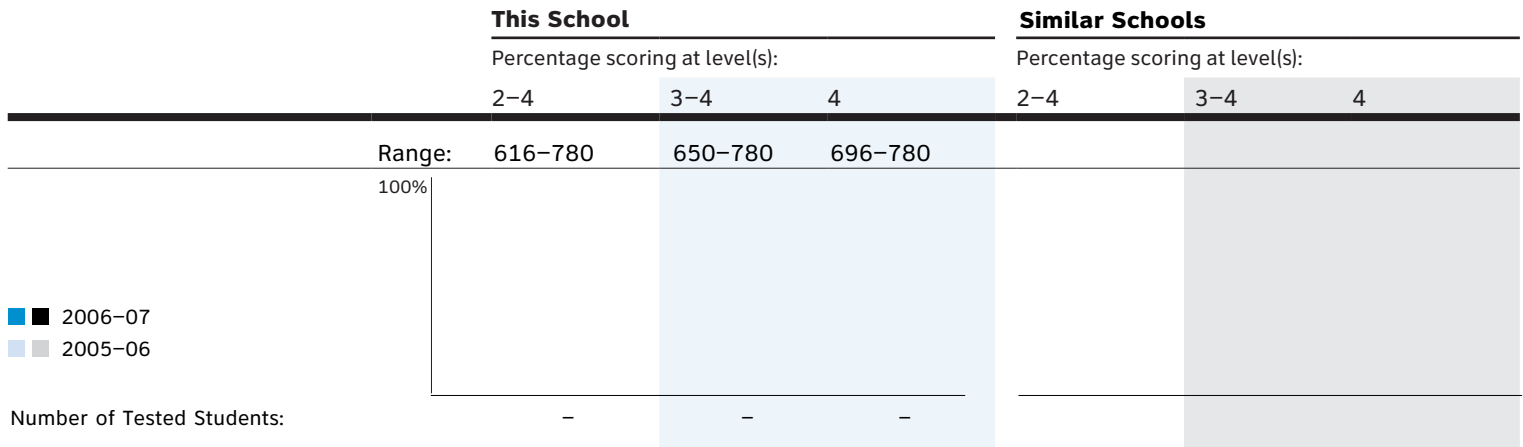 This School Similar Schools
Percentage scoring at level(s): Percentage scoring at level(s):
2–4 3–4 4 2–4 3–4 4
Range: 616–780 650–780 696–780
100%
2006–07
2005–06
Number of Tested Students: – – –